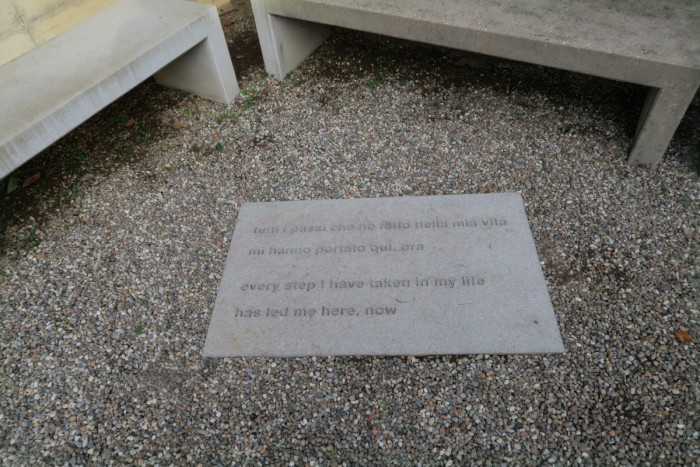 tutti i passi che ho fatto nella mia vita
mi hanno portato qui, ora
every step I have taken in my life
has led me here, now